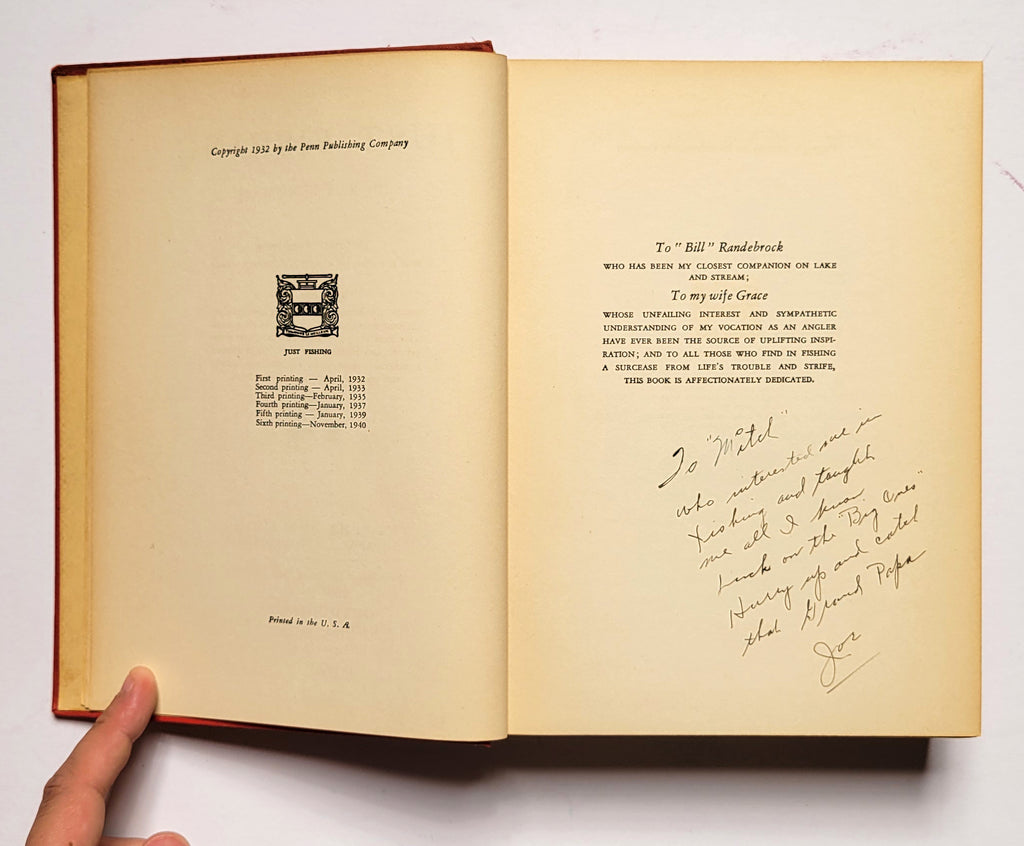 Copyright 1932 by the Penn Publishing Company
JUST FISHING
First printing — April, 1932
Second printing — April, 1933
Third printing—February, 1935
Fourth printing—January, 1937
Fifth printing — January, 1939
Sixth printing—November, 1940
Printed in the U. S. A.
To "Bill" Randebrock
WHO HAS BEEN MY CLOSEST COMPANION ON LAKE
AND STREAM;
To my wife Grace
WHOSE UNFAILING INTEREST AND SYMPATHETIC
UNDERSTANDING OF MY VOCATION AS AN ANGLER
HAVE EVER BEEN THE SOURCE OF UPLIFTING INSPI-
RATION; AND TO ALL THOSE WHO FIND IN FISHING
A SURCEASE FROM LIFE'S TROUBLE AND STRIFE,
THIS BOOK IS AFFECTIONATELY DEDICATED.
To "Mitch"
who interested me in
Fishing and taught
me all I know
Luck on the "Big Ones"
Hurry up and catch
that Grand Papa
Joe